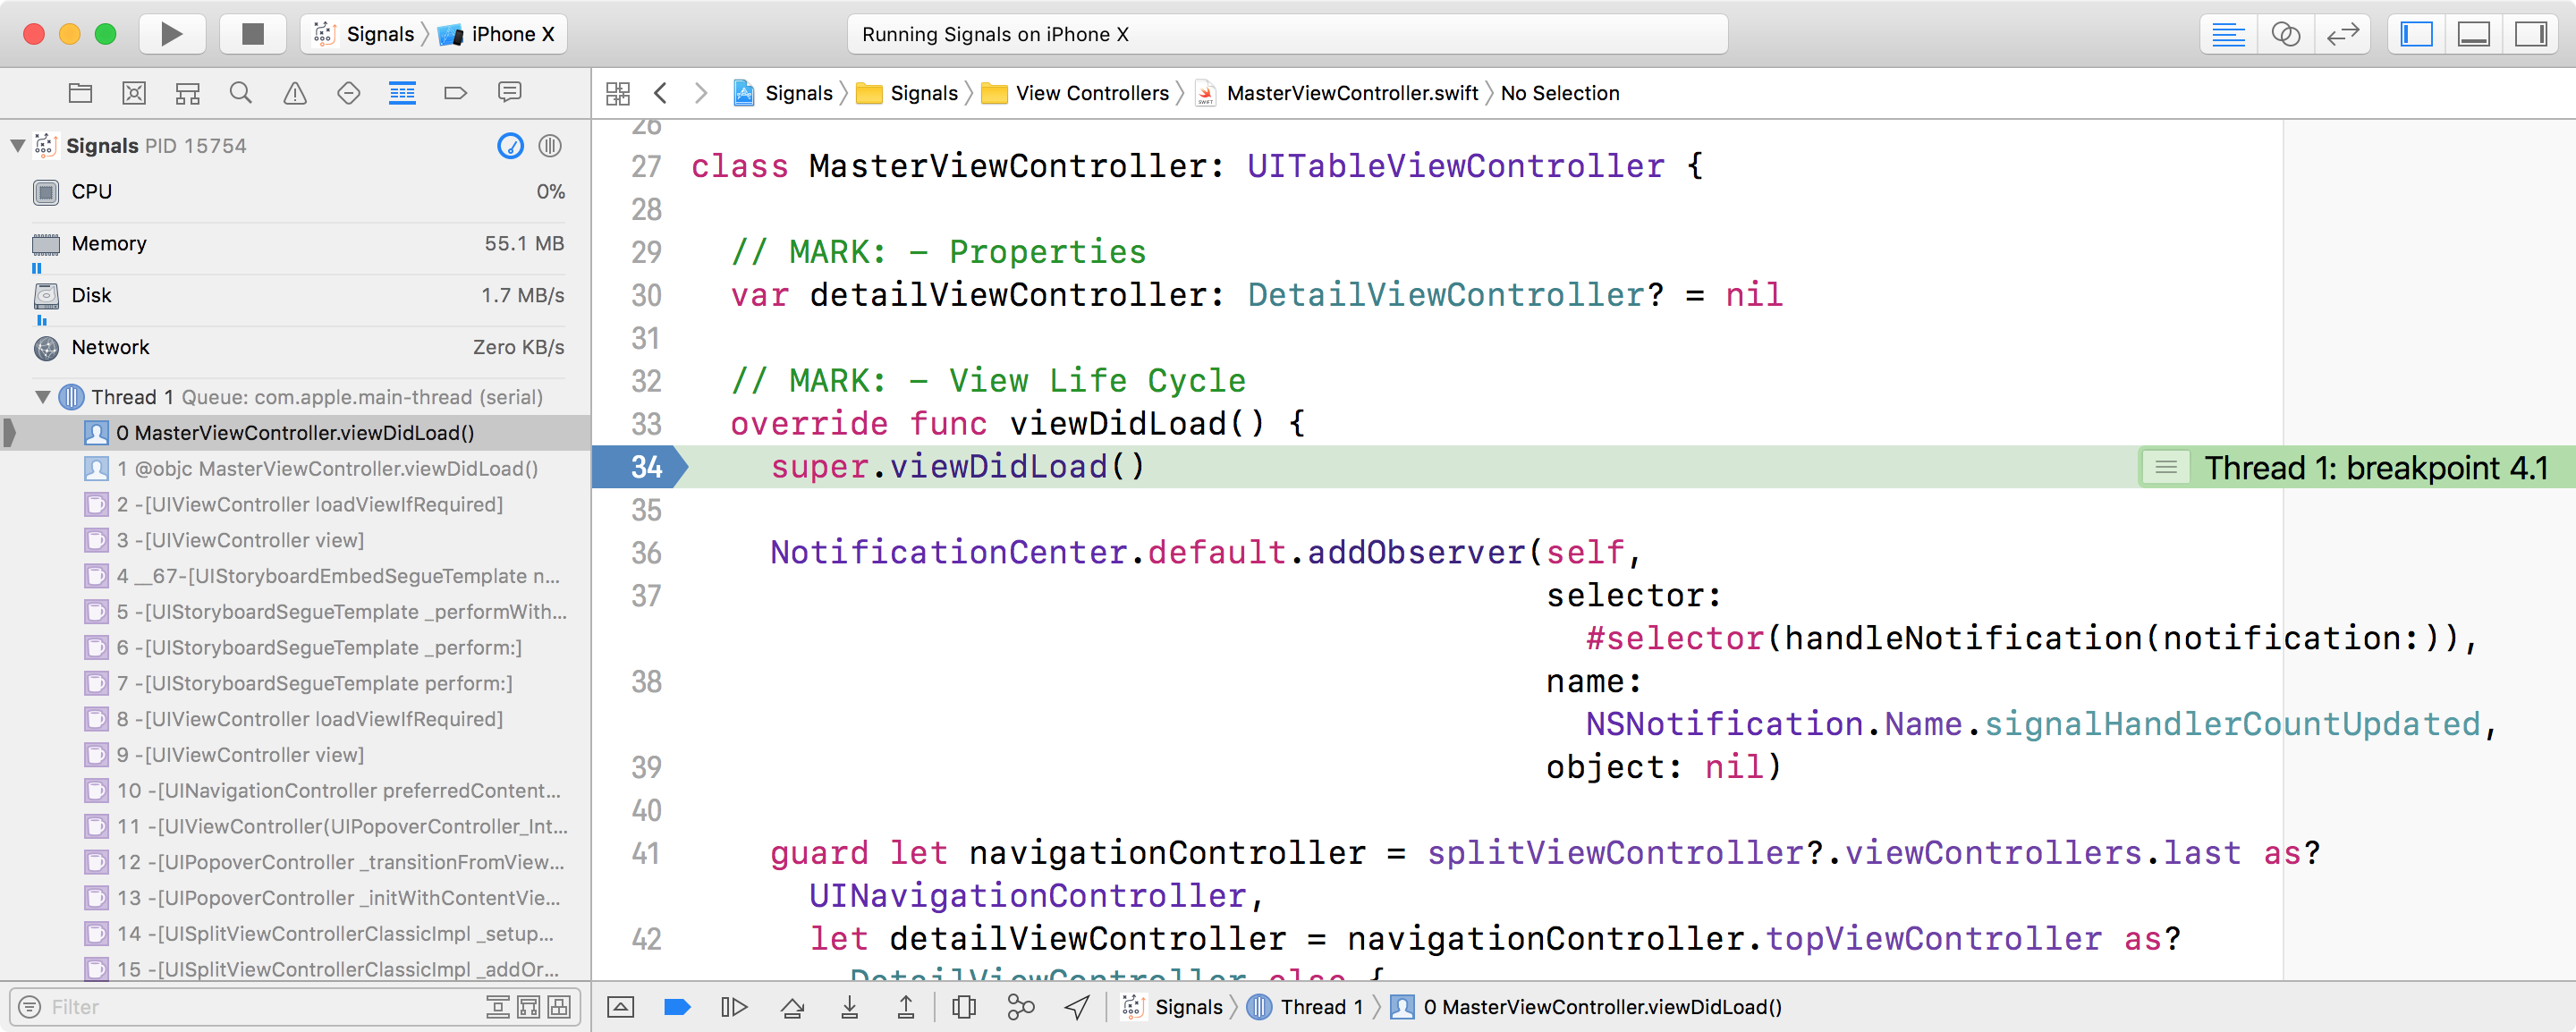 Signals 〉 iPhone X
Running Signals on iPhone X
Signals 〉 Signals 〉 View Controllers 〉 MasterViewController.swift 〉 No Selection
Signals PID 15754
CPU 0%
Memory 55.1 MB
Disk 1.7 MB/s
Network Zero KB/s
Thread 1 Queue: com.apple.main-thread (serial)
0 MasterViewController.viewDidLoad()
1 @objc MasterViewController.viewDidLoad()
2 -[UIViewController loadViewIfRequired]
3 -[UIViewController view]
4 __67-[UIStoryboardEmbedSegueTemplate n...
5 -[UIStoryboardSegueTemplate _performWith...
6 -[UIStoryboardSegueTemplate _perform:]
7 -[UIStoryboardSegueTemplate perform:]
8 -[UIViewController loadViewIfRequired]
9 -[UIViewController view]
10 -[UINavigationController preferredContent...
11 -[UIViewController(UIPopoverController_Int...
12 -[UIPopoverController _transitionFromView...
13 -[UIPopoverController _initWithContentVie...
14 -[UISplitViewControllerClassicImpl _setup...
15 -[UISplitViewControllerClassicImpl _addOr...
Filter
26
27 class MasterViewController: UITableViewController {
28
29 // MARK: - Properties
30 var detailViewController: DetailViewController? = nil
31
32 // MARK: - View Life Cycle
33 override func viewDidLoad() {
34 super.viewDidLoad() Thread 1: breakpoint 4.1
35
36 NotificationCenter.default.addObserver(self,
37 selector:
#selector(handleNotification(notification:)),
38 name:
NSNotification.Name.signalHandlerCountUpdated,
39 object: nil)
40
41 guard let navigationController = splitViewController?.viewControllers.last as?
UINavigationController,
42 let detailViewController = navigationController.topViewController as?
DetailViewController else {
Signals 〉 Thread 1 〉 0 MasterViewController.viewDidLoad()